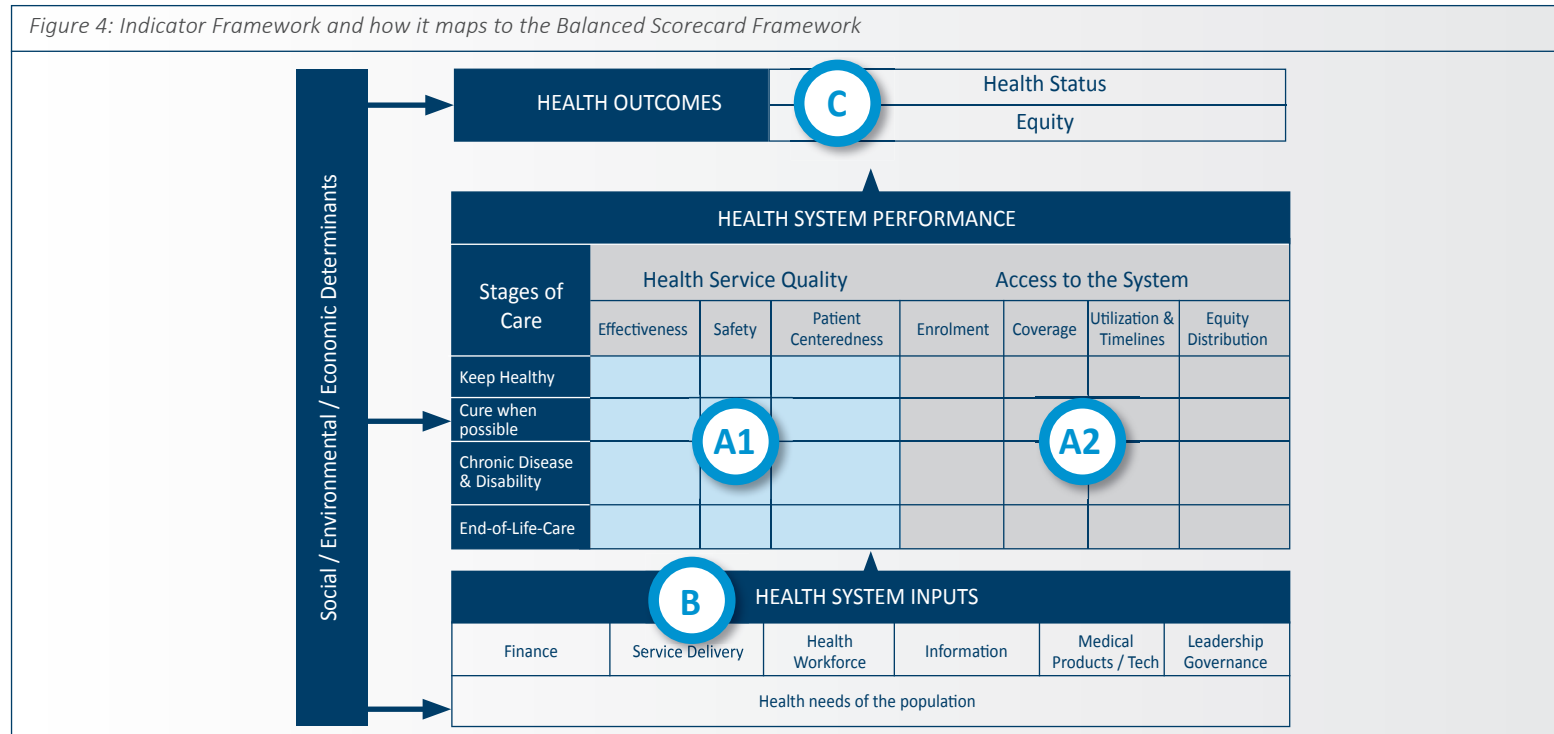 Figure 4: Indicator Framework and how it maps to the Balanced Scorecard Framework
Social / Environmental / Economic Determinants
HEALTH OUTCOMES
C
Health Status
Equity
HEALTH SYSTEM PERFORMANCE
Stages of
Care
Health Service Quality
Access to the System
Effectiveness
Safety
Patient
Centeredness
Enrolment
Coverage
Utilization &
Timelines
Equity
Distribution
Keep Healthy
Cure when
possible
Chronic Disease
& Disability
End-of-Life-Care
A1
A2
B
HEALTH SYSTEM INPUTS
Finance
Service Delivery
Health
Workforce
Information
Medical
Products / Tech
Leadership
Governance
Health needs of the population